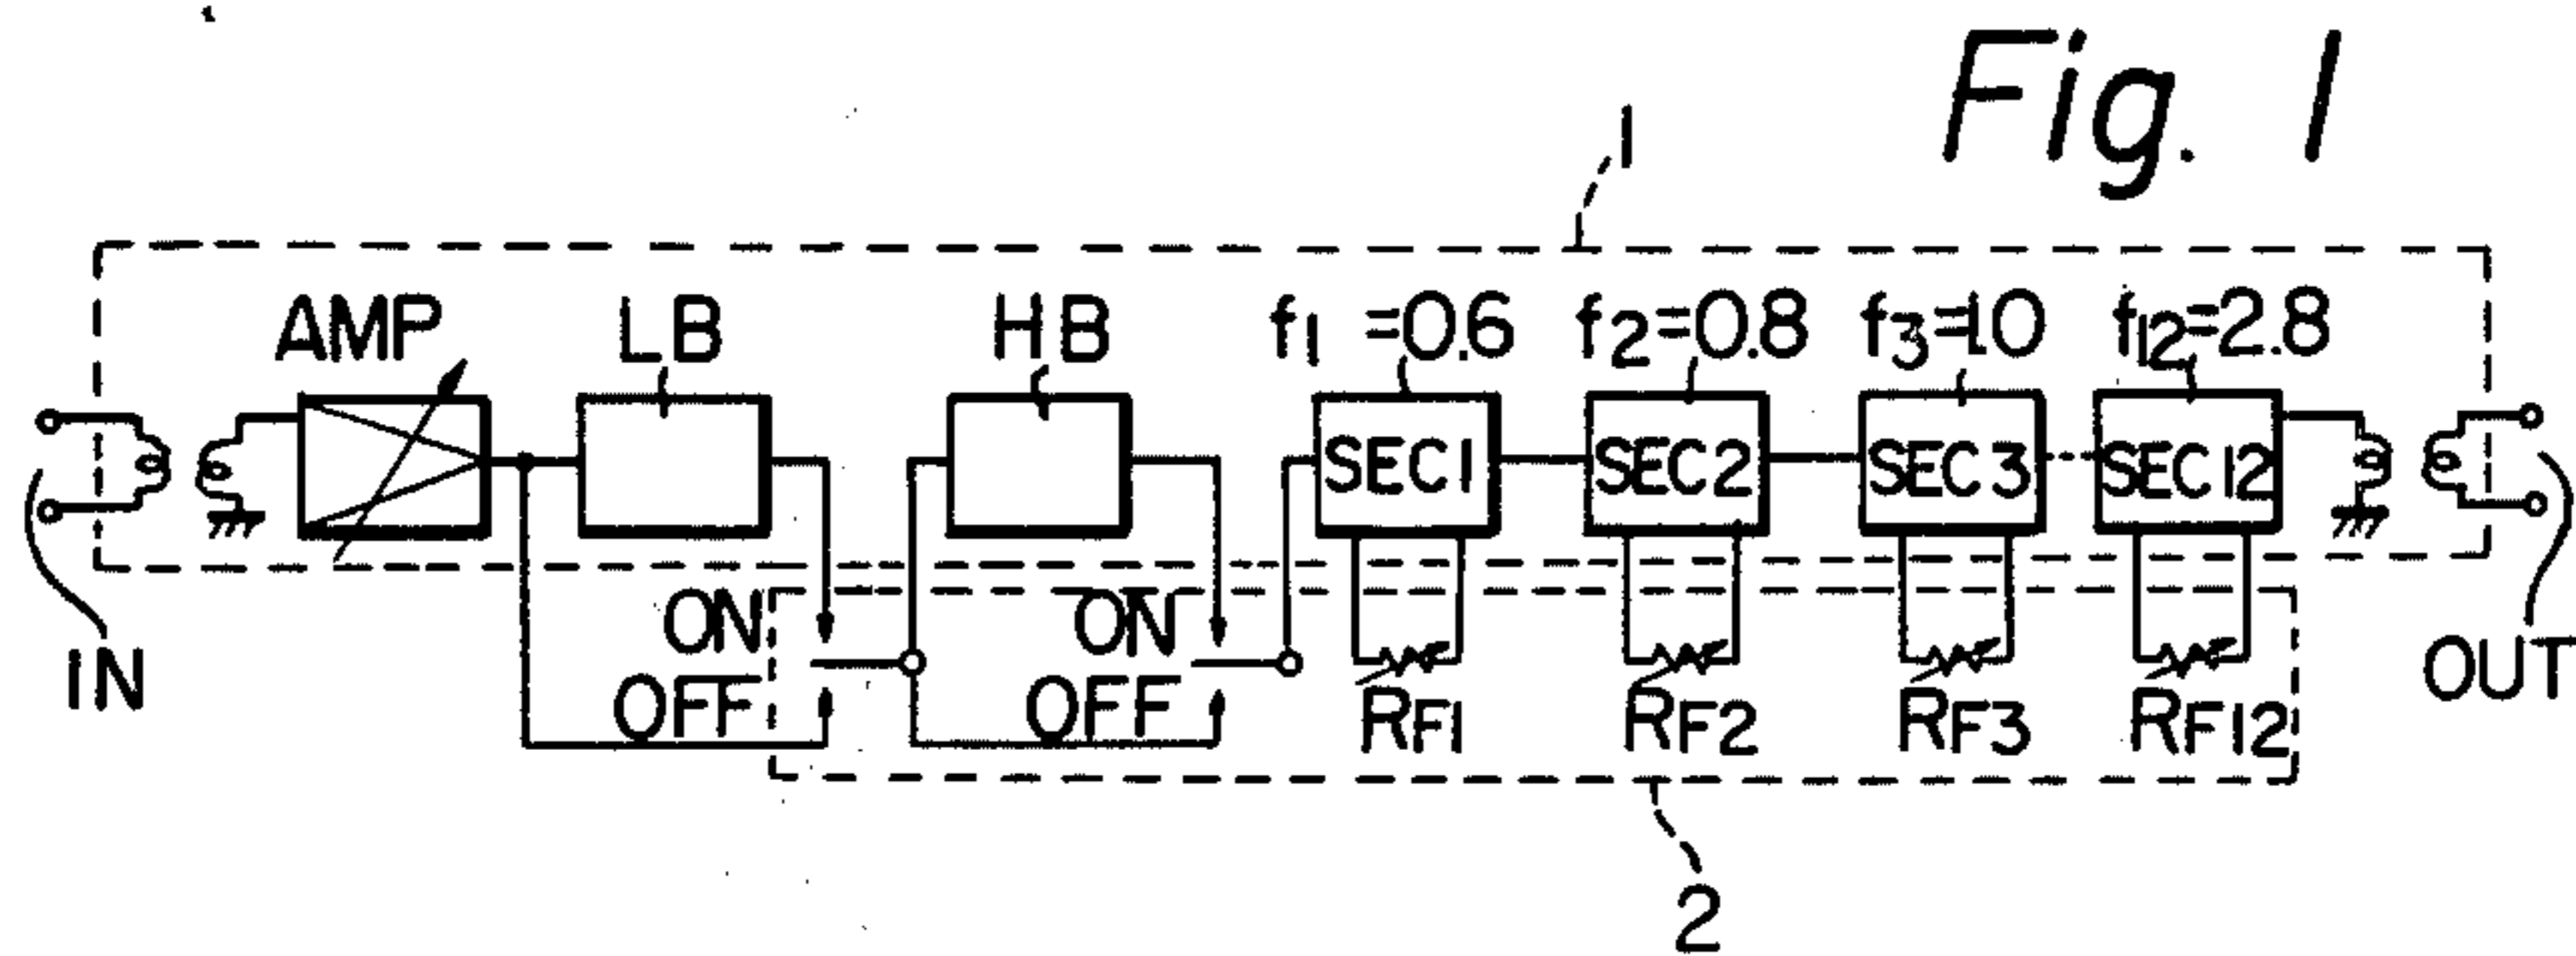 Fig. 1
1
AMP LB HB f1 =0.6 f2=0.8 f3=1.0 f12=2.8
SEC1 SEC2 SEC3 SEC12
ON ON
IN OFF OFF RF1 RF2 RF3 RF12 OUT
2